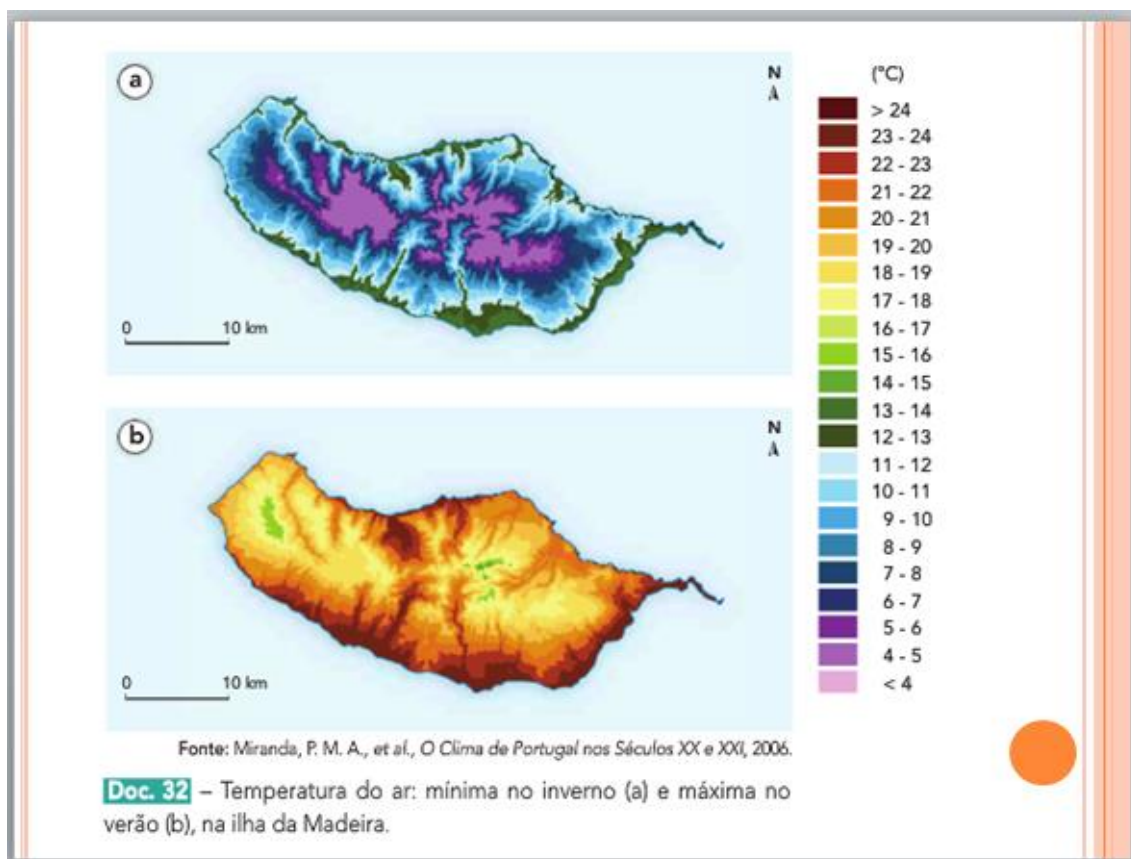 a
N
(°C)
> 24
23 - 24
22 - 23
21 - 22
20 - 21
19 - 20
18 - 19
17 - 18
16 - 17
15 - 16
14 - 15
13 - 14
12 - 13
11 - 12
10 - 11
9 - 10
8 - 9
7 - 8
6 - 7
5 - 6
4 - 5
< 4
0 10 km
b
N
0 10 km
Fonte: Miranda, P. M. A., et al., O Clima de Portugal nos Séculos XX e XXI, 2006.
Doc. 32 – Temperatura do ar: mínima no inverno (a) e máxima no
verão (b), na ilha da Madeira.